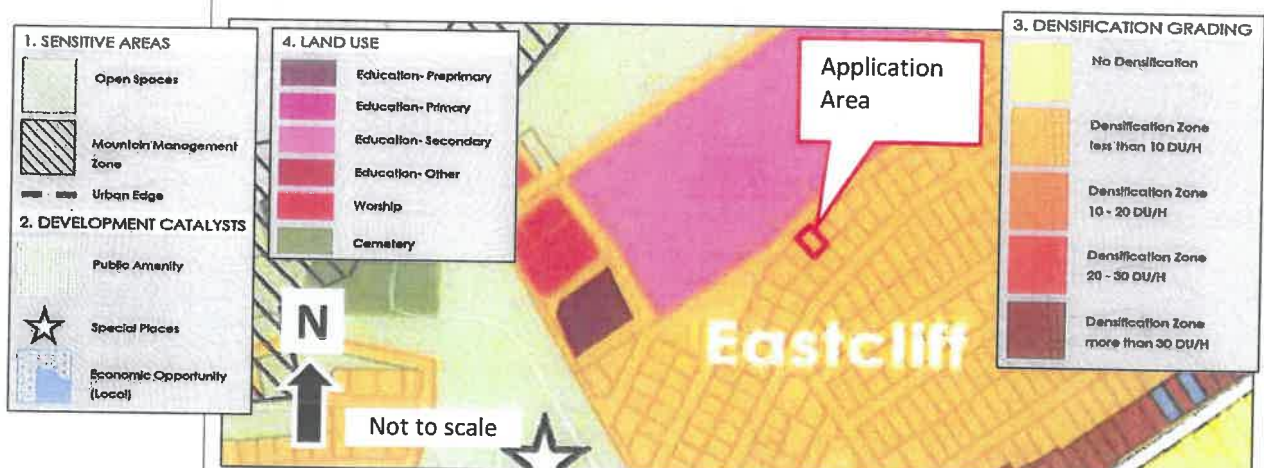 1. SENSITIVE AREAS
Open Spaces
Mountain Management
Zone
Urban Edge
2. DEVELOPMENT CATALYSTS
Public Amenity
Special Places
Economic Opportunity
(Local)
4. LAND USE
Education- Preprimary
Education- Primary
Education- Secondary
Education- Other
Worship
Cemetery
N
Not to scale
Application
Area
Eastcliff
3. DENSIFICATION GRADING
No Densification
Densification Zone
less than 10 DU/H
Densification Zone
10 - 20 DU/H
Densification Zone
20 - 30 DU/H
Densification Zone
more than 30 DU/H